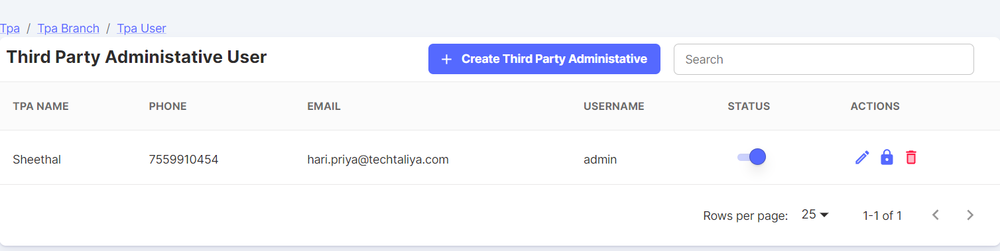 Tpa / Tpa Branch / Tpa User
Third Party Administative User
+ Create Third Party Administative
Search
TPA NAME PHONE EMAIL USERNAME STATUS ACTIONS
Sheethal 7559910454 hari.priya@techtaliya.com admin
Rows per page: 25 1-1 of 1